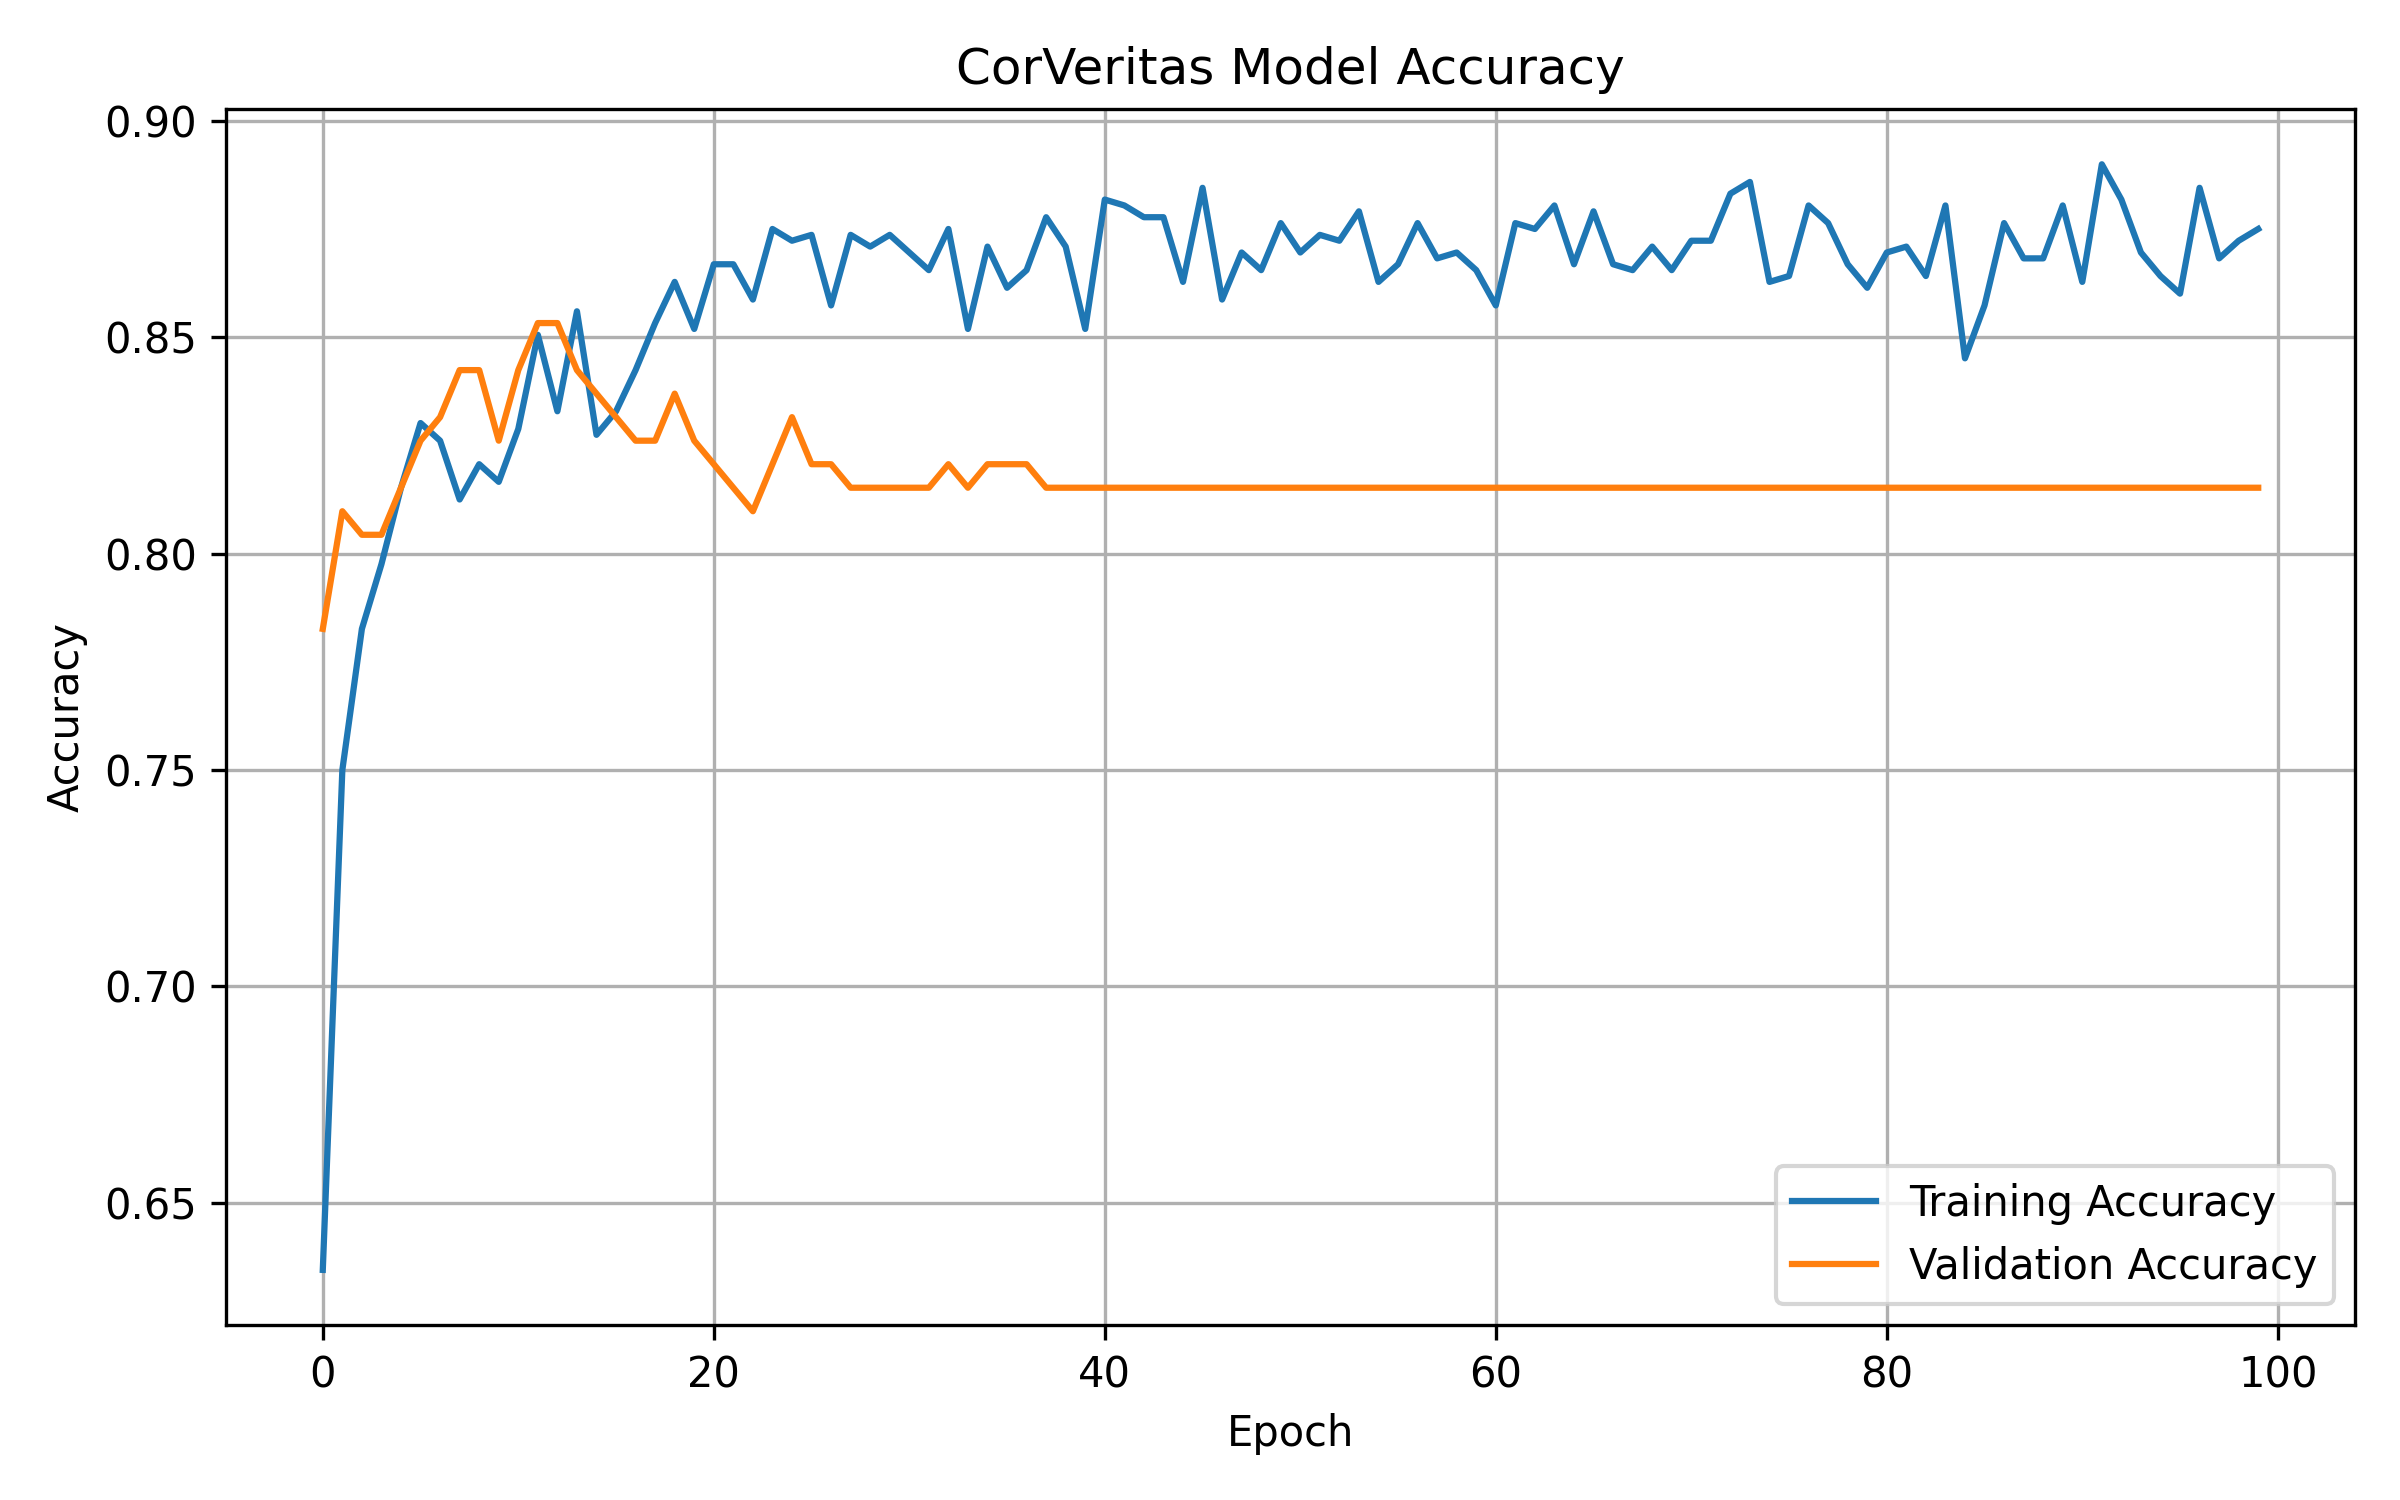 CorVeritas Model Accuracy
0.90
0.85
0.80
0.75
0.70
0.65
Accuracy
Training Accuracy
Validation Accuracy
0 20 40 60 80 100
Epoch